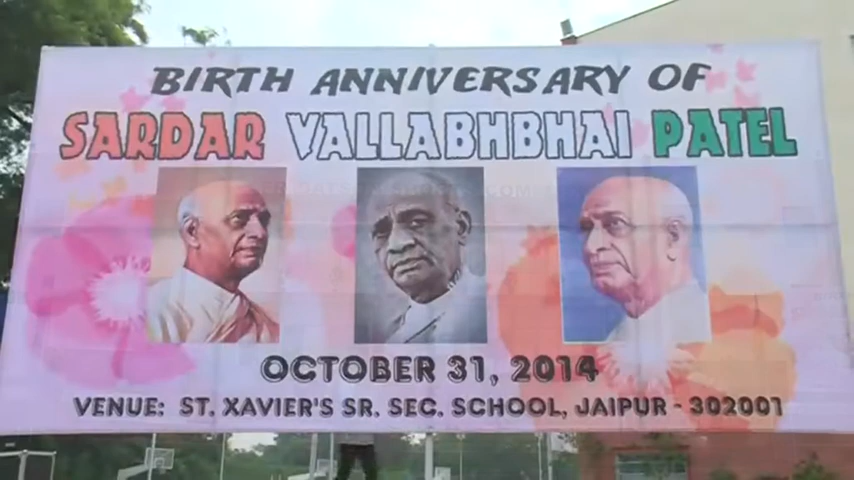 BIRTH ANNIVERSARY OF
SARDAR VALLABHBHAI PATEL
OCTOBER 31, 2014
VENUE: ST. XAVIER'S SR. SEC. SCHOOL, JAIPUR - 302001